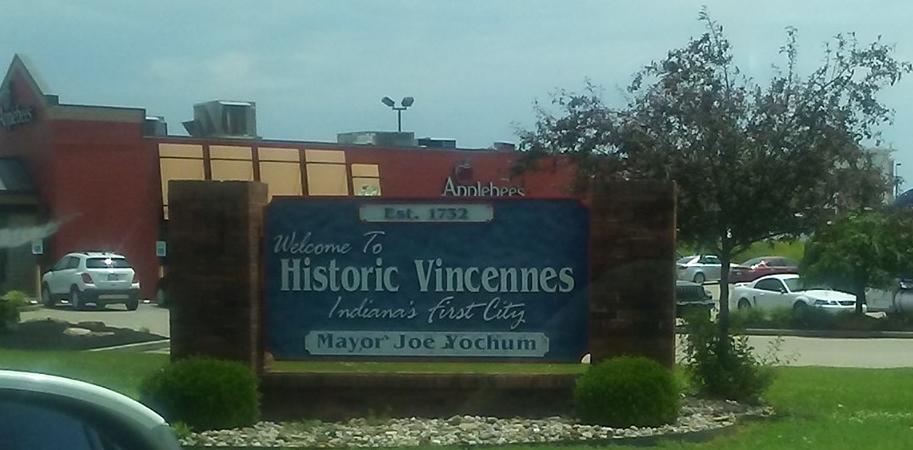 Applebees
Applebees
Est. 1732
Welcome To
Historic Vincennes
Indiana's First City
Mayor Joe Yochum